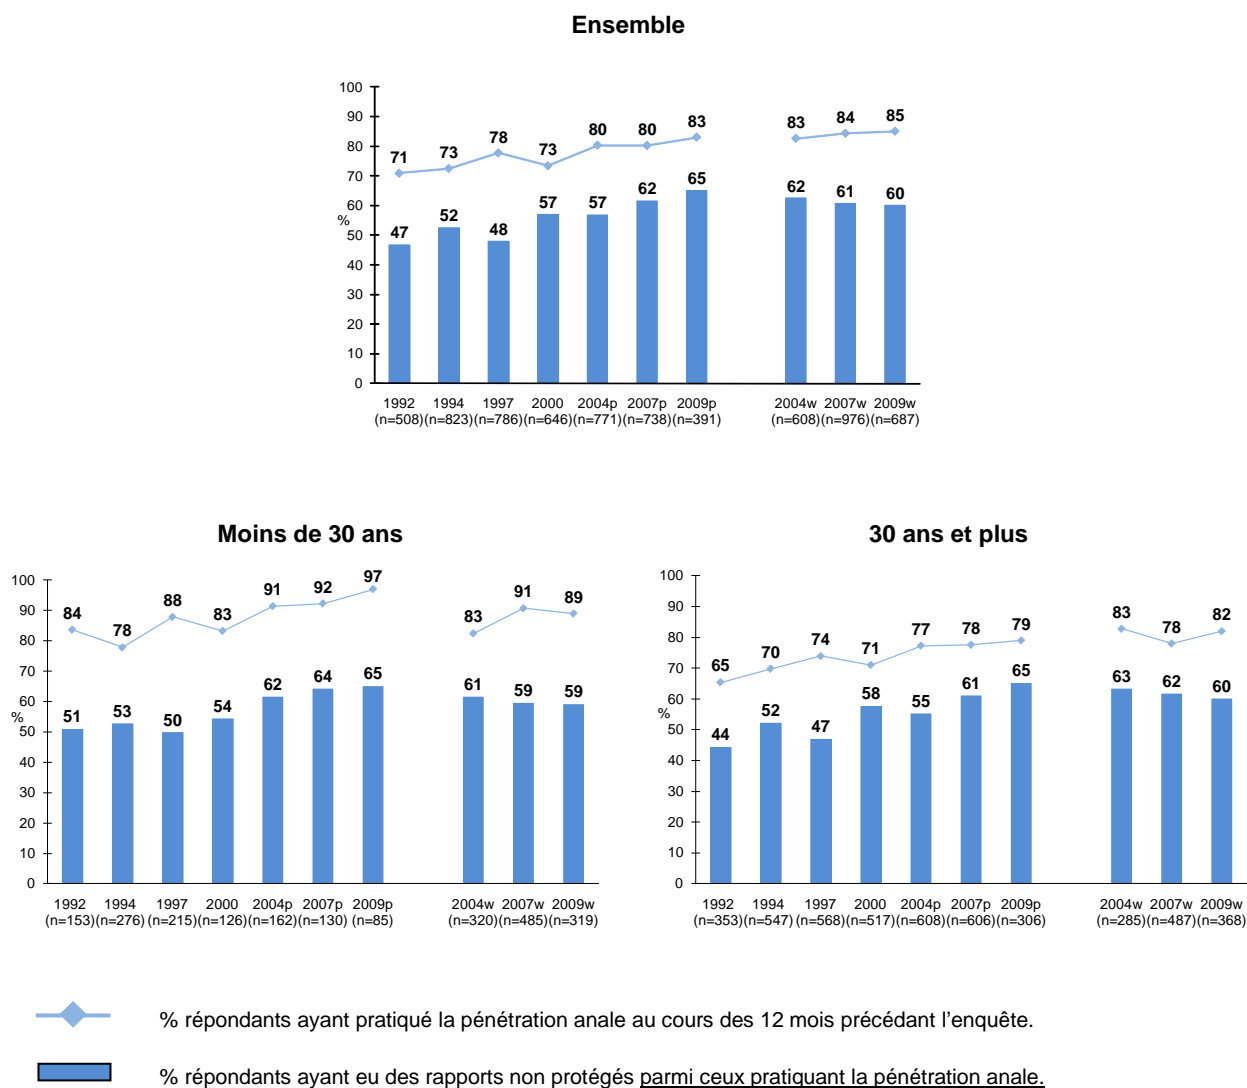 Ensemble
100
90
80
70
60
50
40
30
20
10
0
%
71 73 78 73 80 80 83 83 84 85
47 52 48 57 57 62 65 62 61 60
1992 1994 1997 2000 2004p 2007p 2009p 2004w 2007w 2009w
(n=508)(n=823)(n=786) (n=646)(n=771)(n=738)(n=391) (n=608)(n=976)(n=687)
Moins de 30 ans
100
90
80
70
60
50
40
30
20
10
0
%
84 78 88 83 91 92 97 83 91 89
51 53 50 54 62 64 65 61 59 59
1992 1994 1997 2000 2004p 2007p 2009p 2004w 2007w 2009w
(n=153)(n=276)(n=215)(n=126)(n=162)(n=130) (n=85) (n=320)(n=485)(n=319)
30 ans et plus
100
90
80
70
60
50
40
30
20
10
0
%
65 70 74 71 77 78 79 83 78 82
44 52 47 58 55 61 65 63 62 60
1992 1994 1997 2000 2004p 2007p 2009p 2004w 2007w 2009w
(n=353)(n=547)(n=568)(n=517)(n=608)(n=606)(n=306) (n=285)(n=487)(n=368)
% répondants ayant pratiqué la pénétration anale au cours des 12 mois précédant l’enquête.
% répondants ayant eu des rapports non protégés parmi ceux pratiquant la pénétration anale.